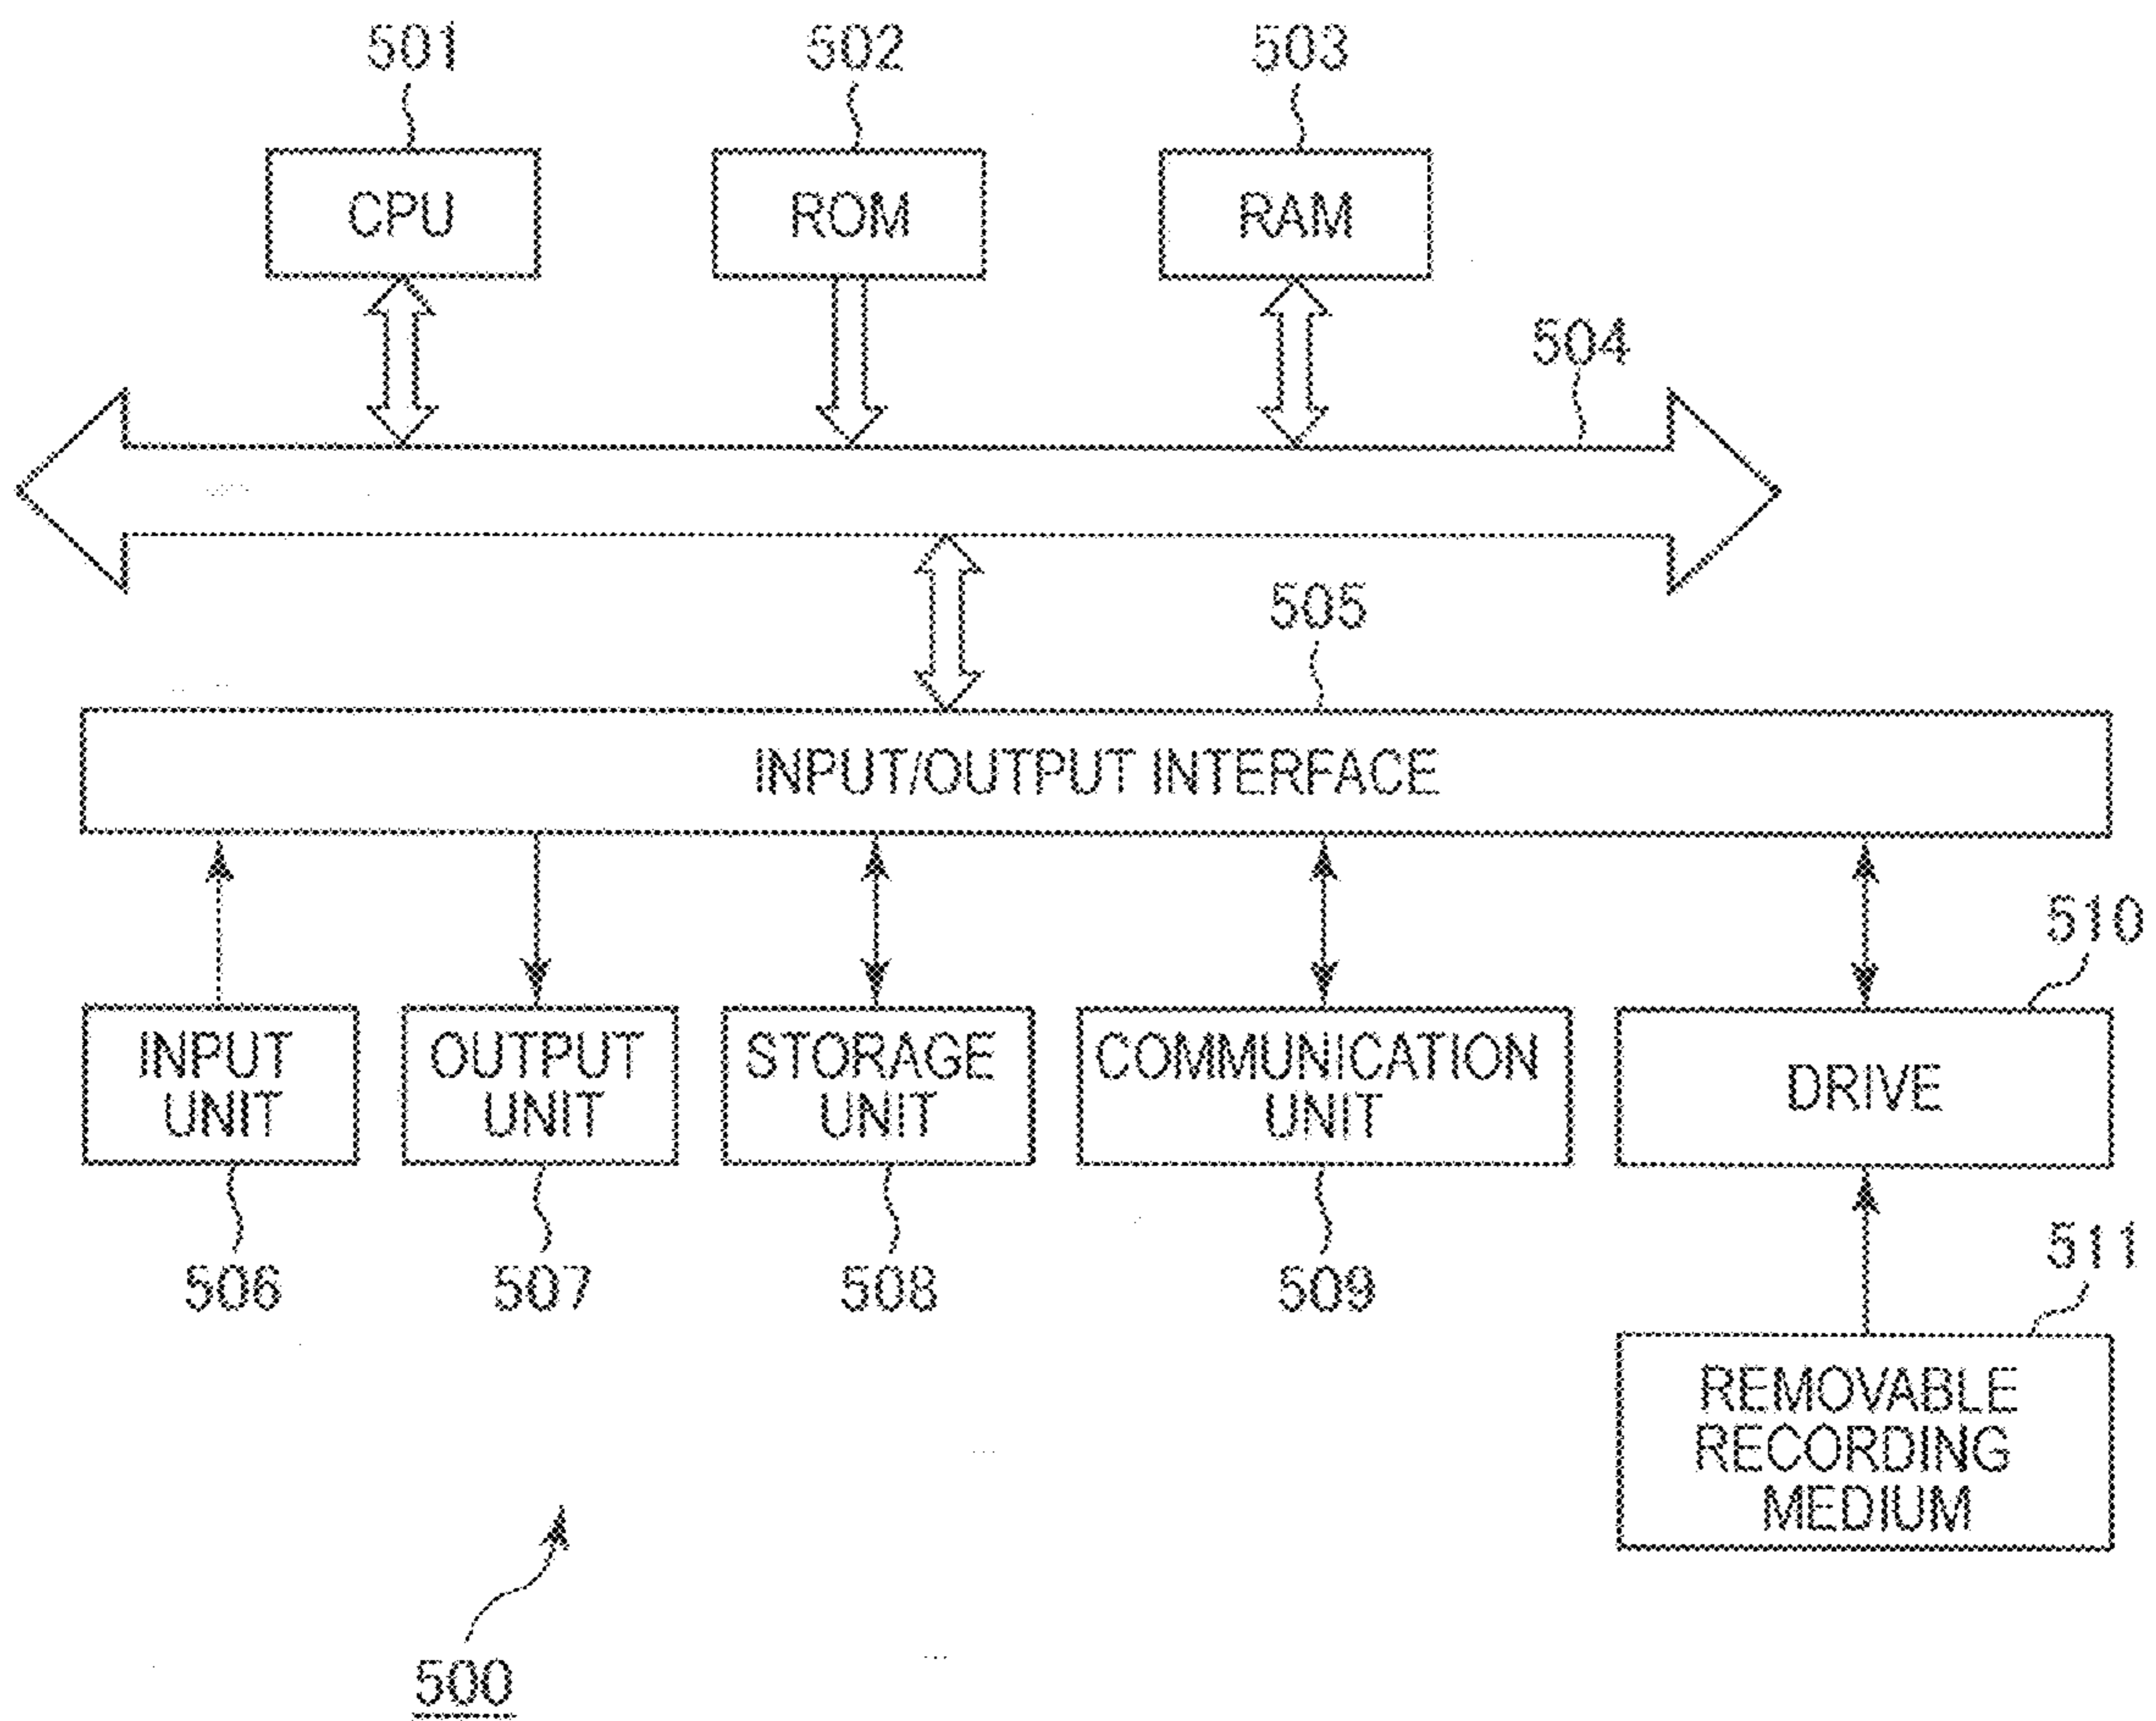 501
502
503
CPU
ROM
RAM
504
505
INPUT/OUTPUT INTERFACE
510
INPUT
UNIT
OUTPUT
UNIT
STORAGE
UNIT
COMMUNICATION
UNIT
DRIVE
506
507
508
509
511
REMOVABLE
RECORDING
MEDIUM
500